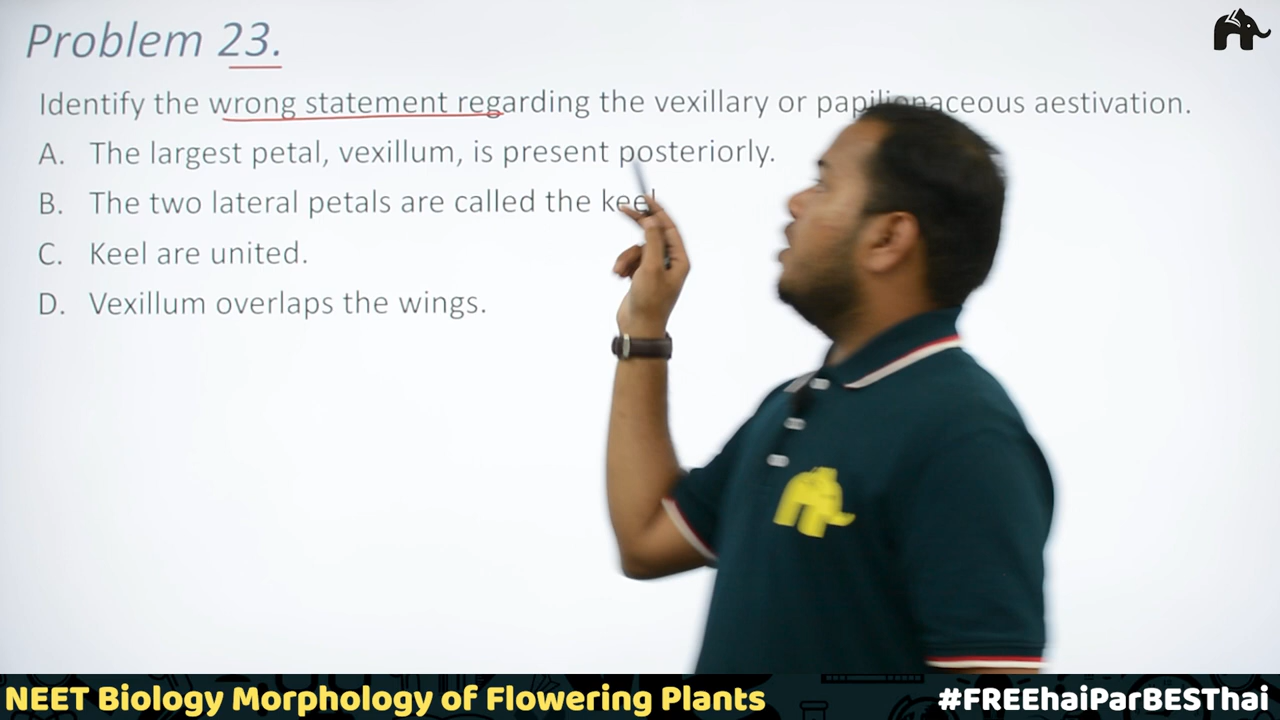 Problem 23.
Identify the wrong statement regarding the vexillary or papilionaceous aestivation.
A. The largest petal, vexillum, is present posteriorly.
B. The two lateral petals are called the keel
C. Keel are united.
D. Vexillum overlaps the wings.
NEET Biology Morphology of Flowering Plants
#FREEhaiParBESThai